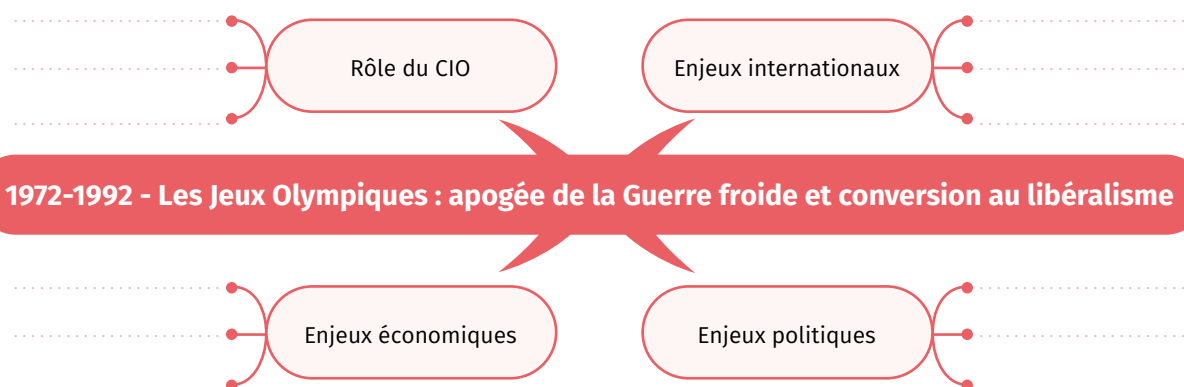 Rôle du CIO
Enjeux internationaux
1972-1992 - Les Jeux Olympiques : apogée de la Guerre froide et conversion au libéralisme
Enjeux économiques
Enjeux politiques